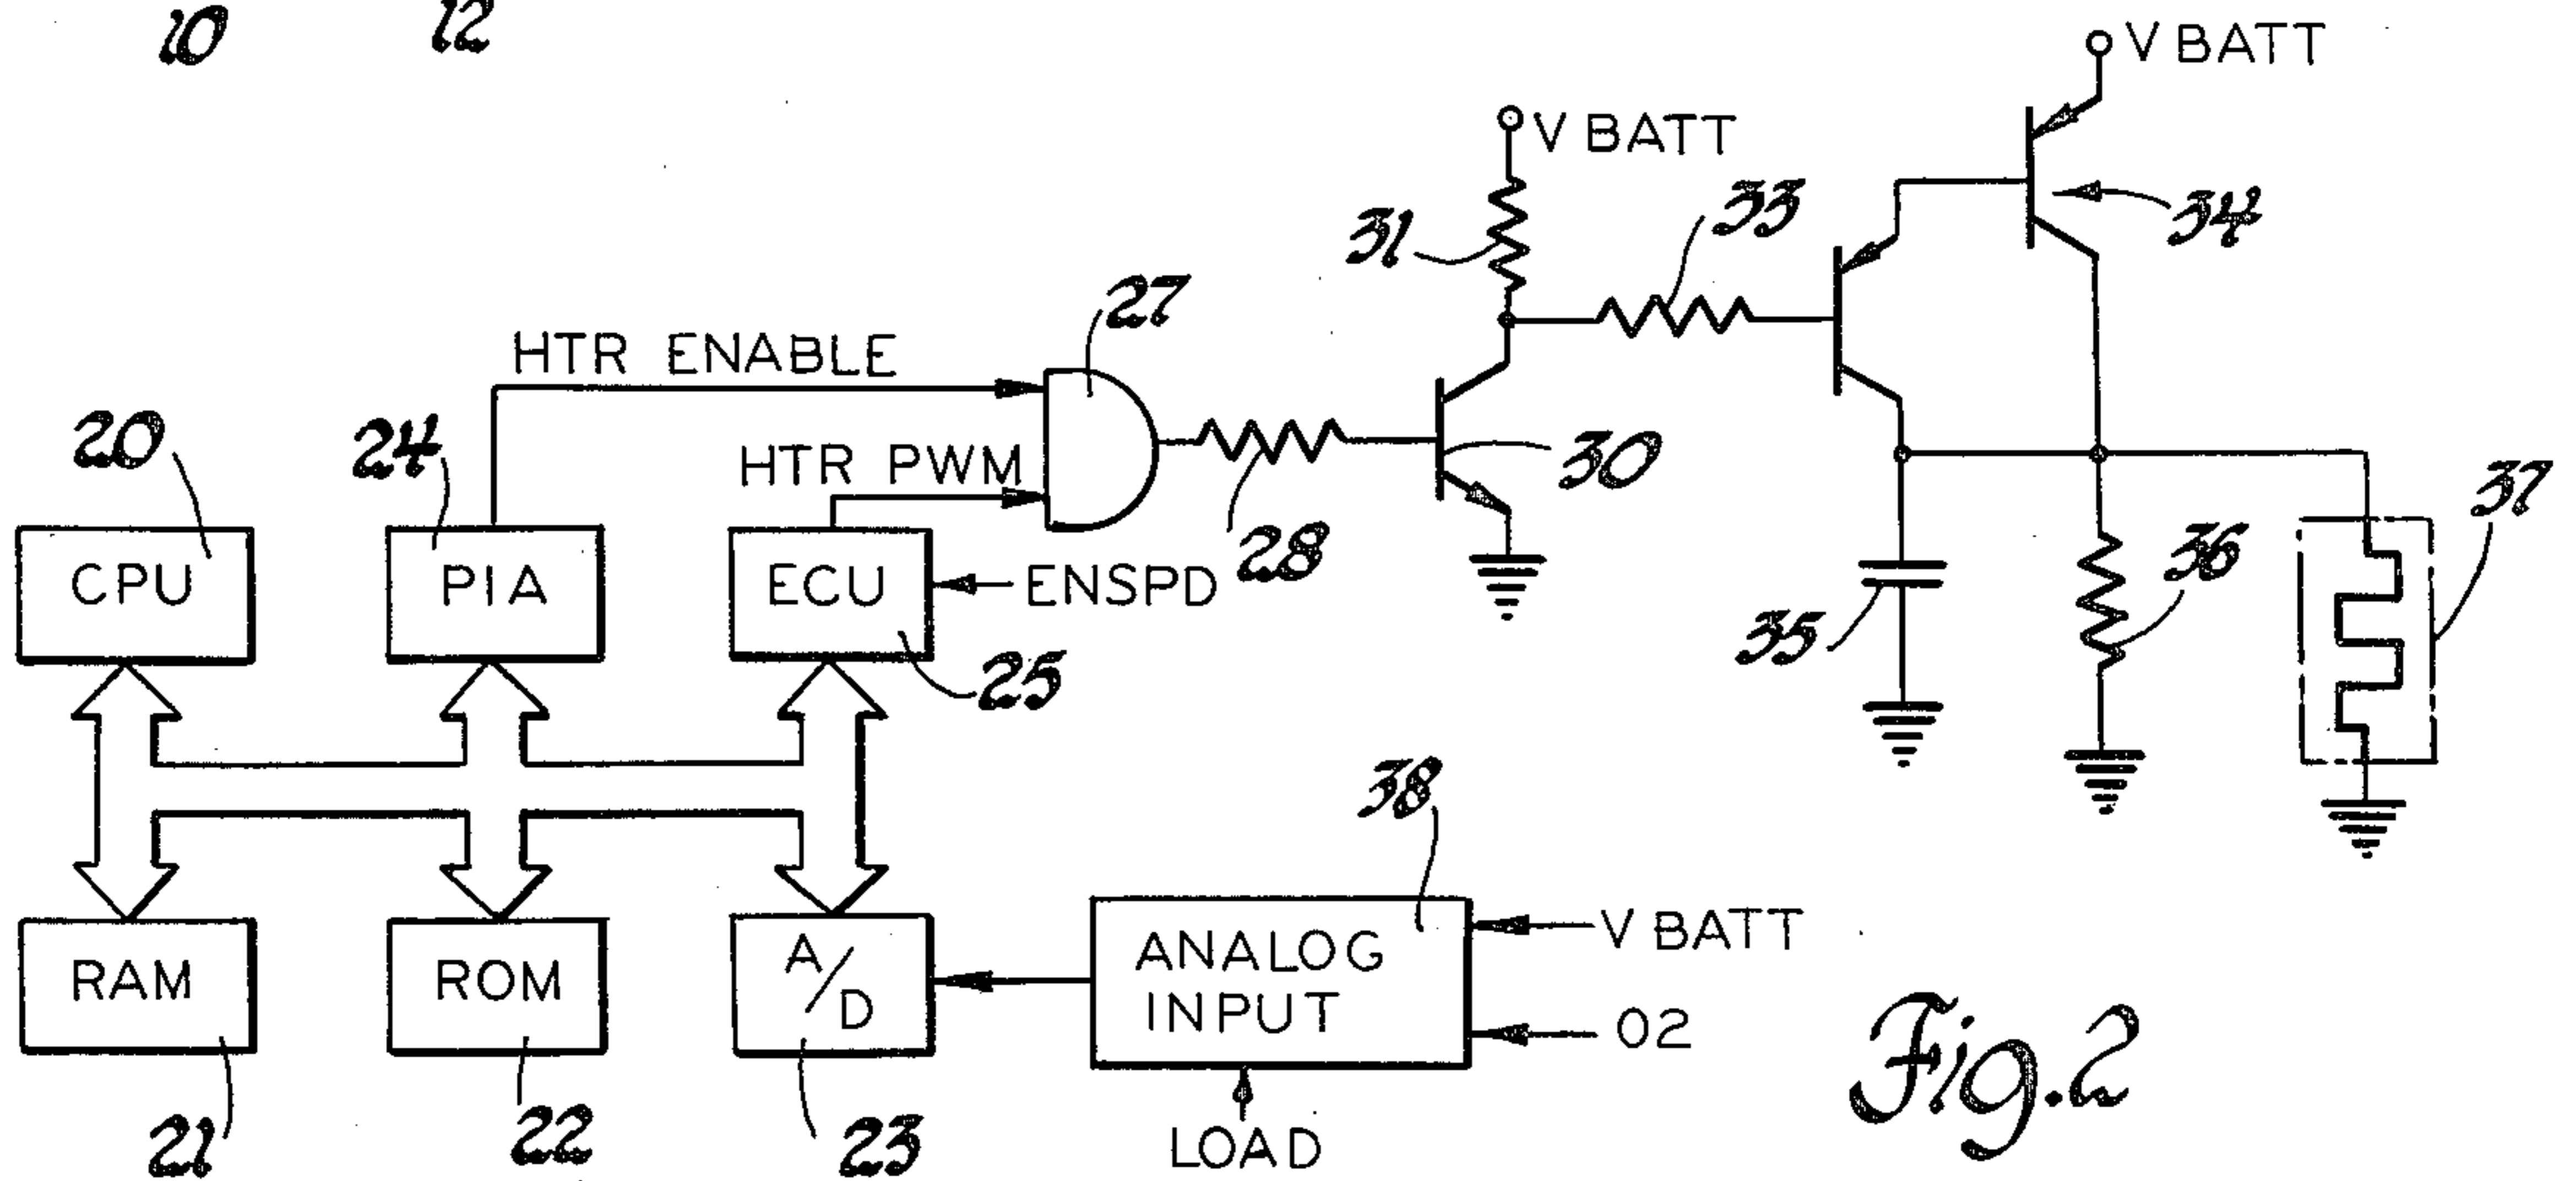 10 12
V BATT
V BATT
31
33
34
27
HTR ENABLE
20
24
HTR PWM
30
37
28
CPU
PIA
ECU
ENSPD
36
35
25
38
V BATT
A/D
ANALOG
INPUT
RAM
ROM
O2
Fig. 2
21
22
23
LOAD